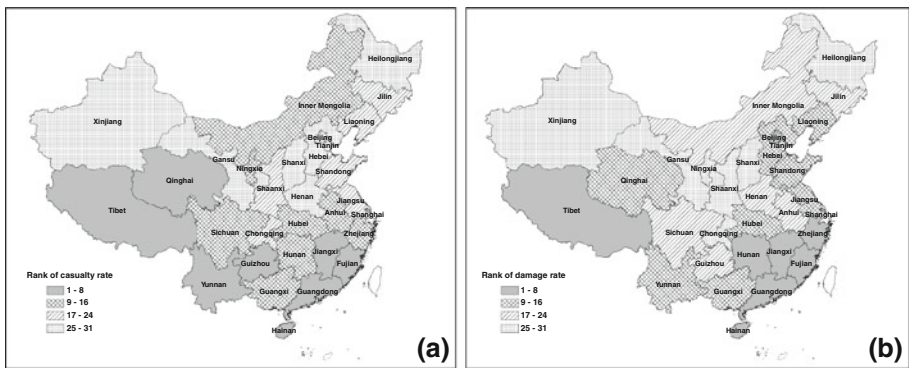 Heilongjiang
Jilin
Inner Mongolia
Liaoning
Xinjiang
Beijing
Tianjin
Gansu
Hebei
Ningxia
Shanxi
Shandong
Qinghai
Shaanxi
Henan
Jiangsu
Tibet
Anhui
Shanghai
Hubei
Sichuan
Chongqing
Zhejiang
Hunan
Jiangxi
Guizhou
Fujian
Yunnan
Guangxi
Guangdong
Hainan
Rank of casualty rate
1 - 8
9 - 16
17 - 24
25 - 31
(a)
Heilongjiang
Jilin
Inner Mongolia
Liaoning
Xinjiang
Beijing
Tianjin
Gansu
Hebei
Ningxia
Shanxi
Shandong
Qinghai
Shaanxi
Henan
Jiangsu
Tibet
Anhui
Shanghai
Hubei
Sichuan
Chongqing
Zhejiang
Hunan
Jiangxi
Guizhou
Fujian
Yunnan
Guangxi
Guangdong
Hainan
Rank of damage rate
1 - 8
9 - 16
17 - 24
25 - 31
(b)